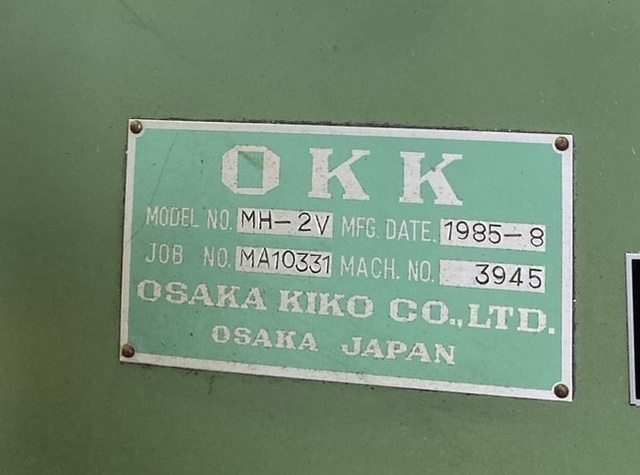 OKK
MODEL NO. MH-2V MFG. DATE. 1985-8
JOB NO. MA10331 MACH. NO. 3945
OSAKA KIKO CO., LTD.
OSAKA JAPAN